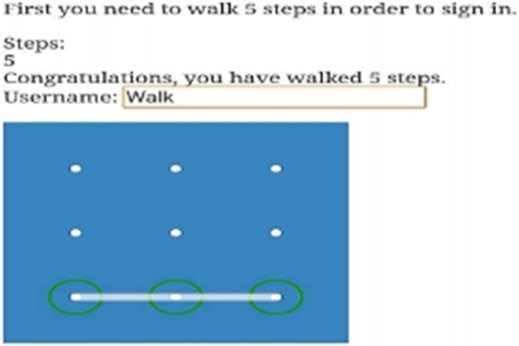 First you need to walk 5 steps in order to sign in.
Steps:
5
Congratulations, you have walked 5 steps.
Username: Walk